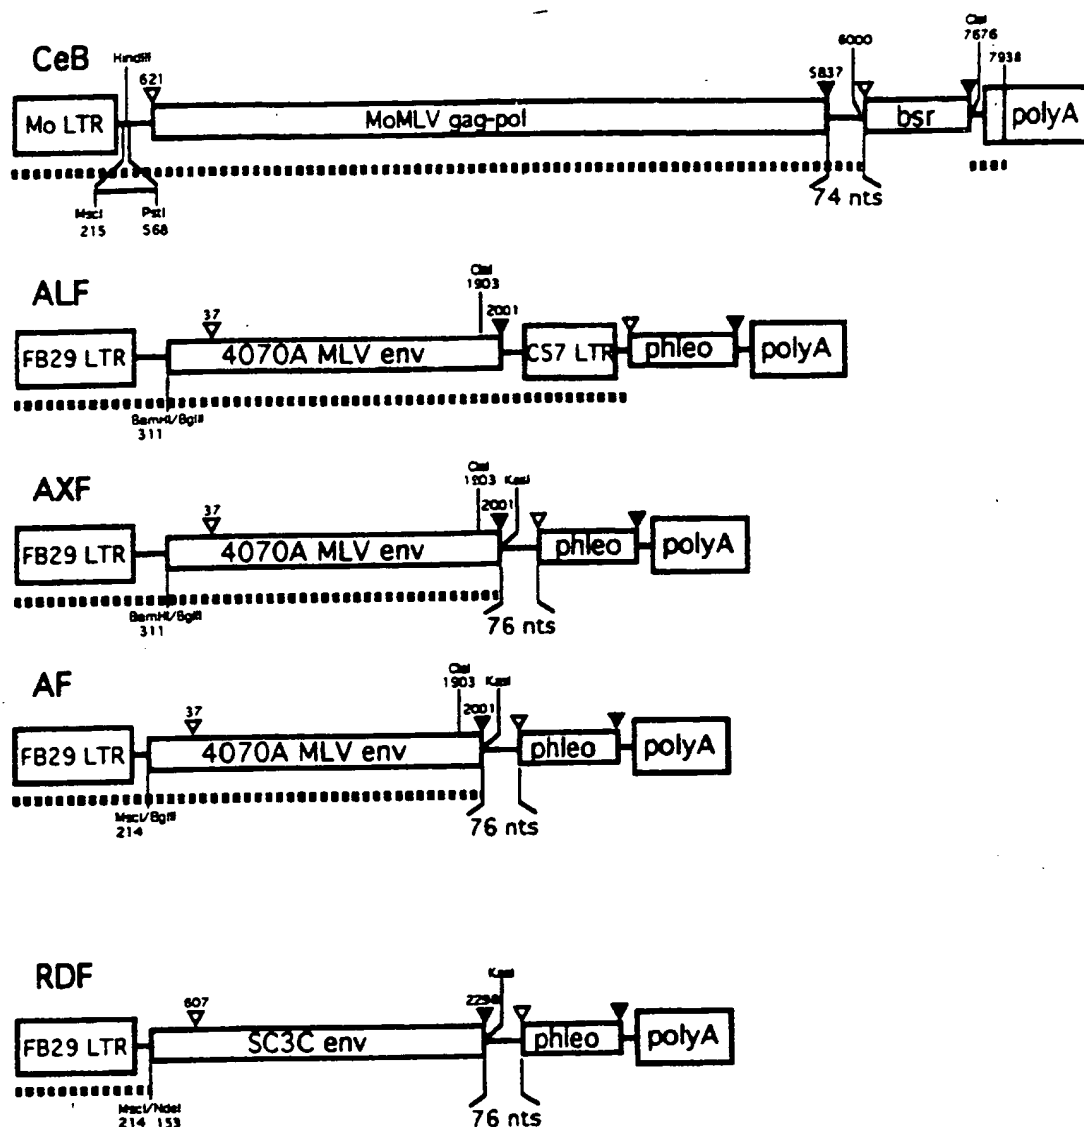 CeB
HindIII
621
5837
6000
ClaI
7676
7938
Mo LTR
MoMLV gag-pol
bsr
polyA
MscI
215
PstI
568
74 nts
ALF
37
ClaI
1903
2001
FB29 LTR
4070A MLV env
CS7 LTR
phleo
polyA
BamHI/BglII
311
AXF
37
ClaI
1903
KasI
2001
FB29 LTR
4070A MLV env
phleo
polyA
BamHI/BglII
311
76 nts
AF
37
ClaI
1903
KasI
2001
FB29 LTR
4070A MLV env
phleo
polyA
MscI/BglII
214
76 nts
RDF
607
KasI
2298
FB29 LTR
SC3C env
phleo
polyA
MscI/NdeI
214 153
76 nts